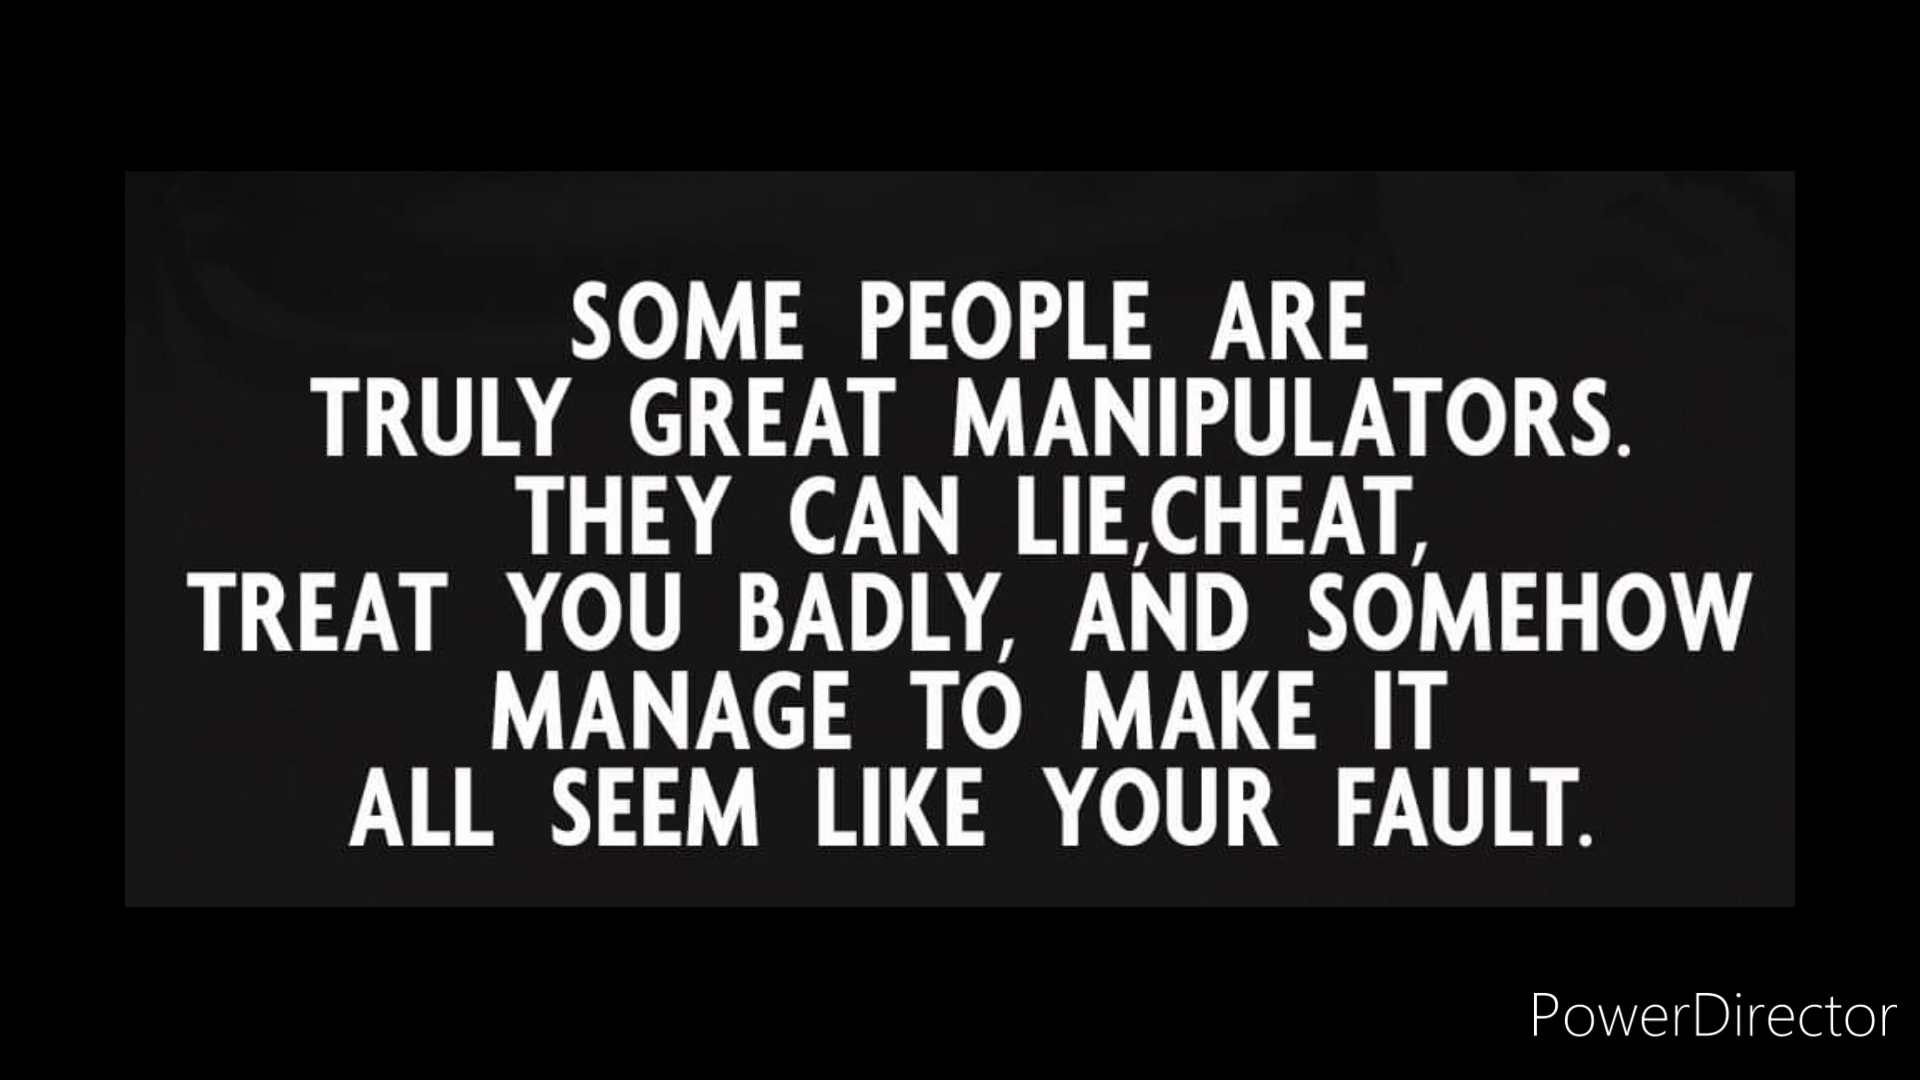 SOME PEOPLE ARE
TRULY GREAT MANIPULATORS.
THEY CAN LIE,CHEAT,
TREAT YOU BADLY, AND SOMEHOW
MANAGE TO MAKE IT
ALL SEEM LIKE YOUR FAULT.
PowerDirector